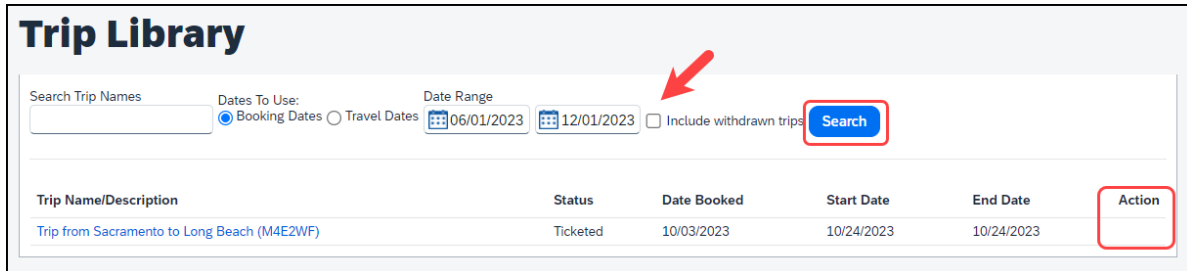 Trip Library
Search Trip Names
Dates To Use:
Date Range
Booking Dates Travel Dates 06/01/2023 12/01/2023 Include withdrawn trips Search
Trip Name/Description Status Date Booked Start Date End Date Action
Trip from Sacramento to Long Beach (M4E2WF) Ticketed 10/03/2023 10/24/2023 10/24/2023